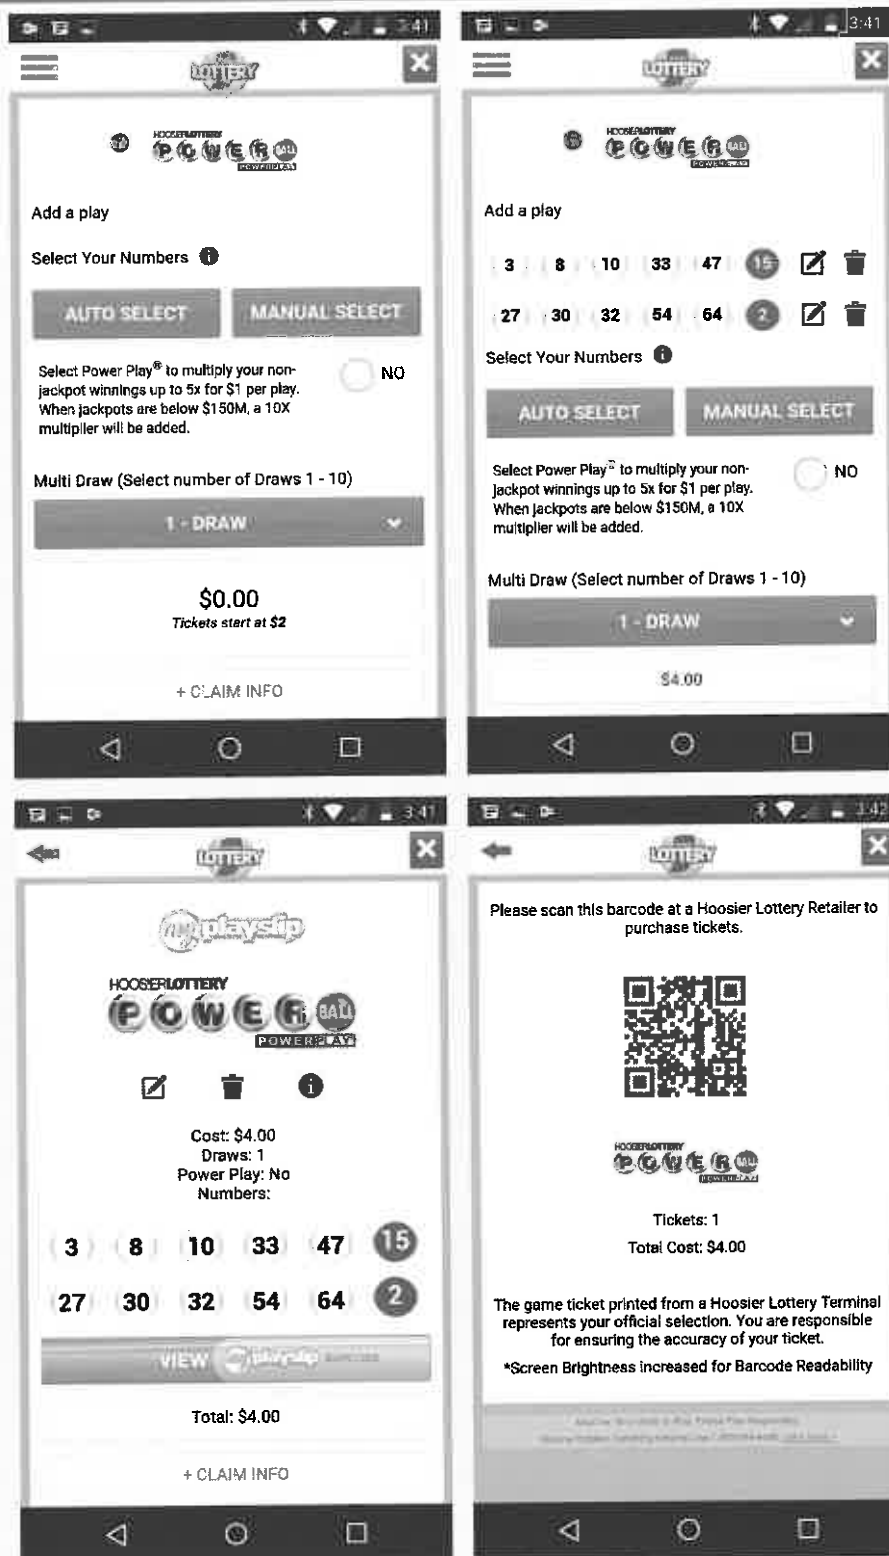 3:41
LOTTERY
HOOSIERLOTTERY
POWERBALL
POWERPLAY
Add a play
Select Your Numbers i
AUTO SELECT MANUAL SELECT
Select Power Play® to multiply your non-
jackpot winnings up to 5x for $1 per play.
When jackpots are below $150M, a 10X
multiplier will be added.
NO
Multi Draw (Select number of Draws 1 - 10)
1 - DRAW
$0.00
Tickets start at $2
+ CLAIM INFO
3:41
LOTTERY
HOOSIERLOTTERY
POWERBALL
POWERPLAY
Add a play
3 8 10 33 47 15
27 30 32 54 64 2
Select Your Numbers i
AUTO SELECT MANUAL SELECT
Select Power Play® to multiply your non-
jackpot winnings up to 5x for $1 per play.
When jackpots are below $150M, a 10X
multiplier will be added.
NO
Multi Draw (Select number of Draws 1 - 10)
1 - DRAW
$4.00
3:41
LOTTERY
myplayslip
HOOSIERLOTTERY
POWERBALL
POWERPLAY
i
Cost: $4.00
Draws: 1
Power Play: No
Numbers:
3 8 10 33 47 15
27 30 32 54 64 2
VIEW myplayslip BARCODE
Total: $4.00
+ CLAIM INFO
3:42
LOTTERY
Please scan this barcode at a Hoosier Lottery Retailer to
purchase tickets.
HOOSIERLOTTERY
POWERBALL
POWERPLAY
Tickets: 1
Total Cost: $4.00
The game ticket printed from a Hoosier Lottery Terminal
represents your official selection. You are responsible
for ensuring the accuracy of your ticket.
*Screen Brightness Increased for Barcode Readability